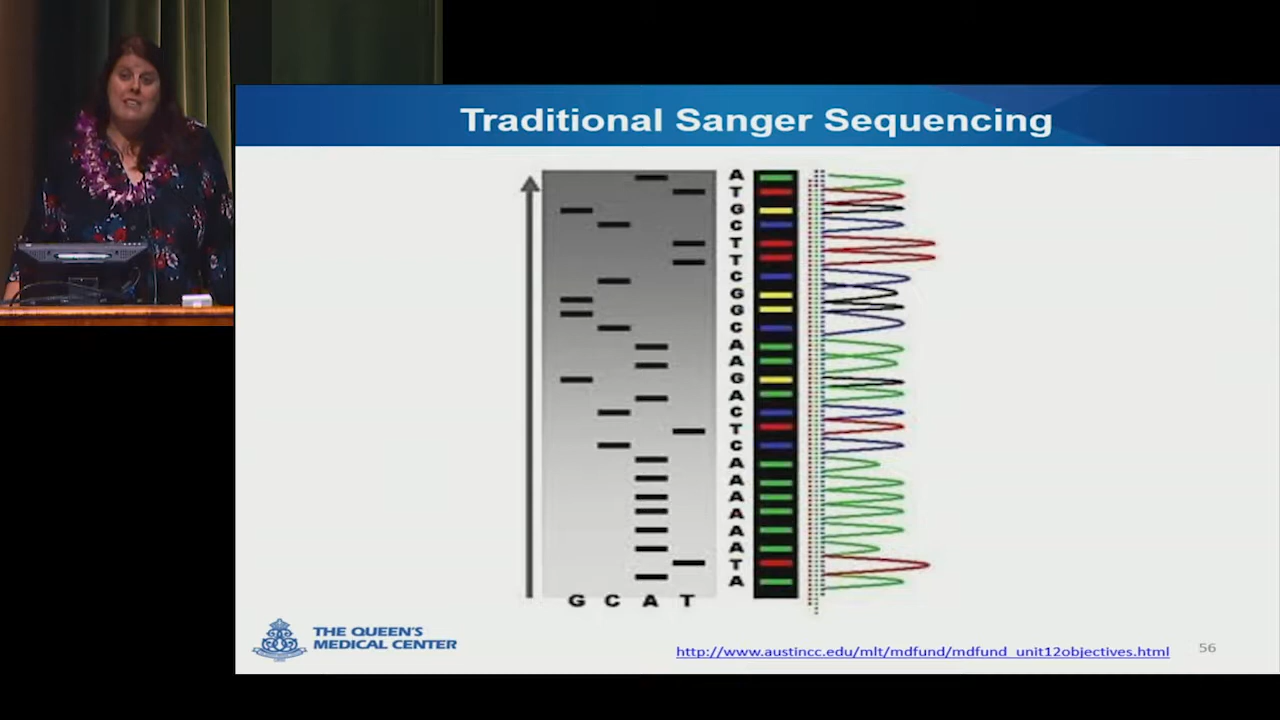 Traditional Sanger Sequencing
A
T
G
C
T
T
C
G
G
C
A
A
G
A
C
T
C
A
A
A
A
A
A
T
A
G C A T
THE QUEEN'S
MEDICAL CENTER
http://www.austincc.edu/mlt/mdfund/mdfund_unit12objectives.html
56